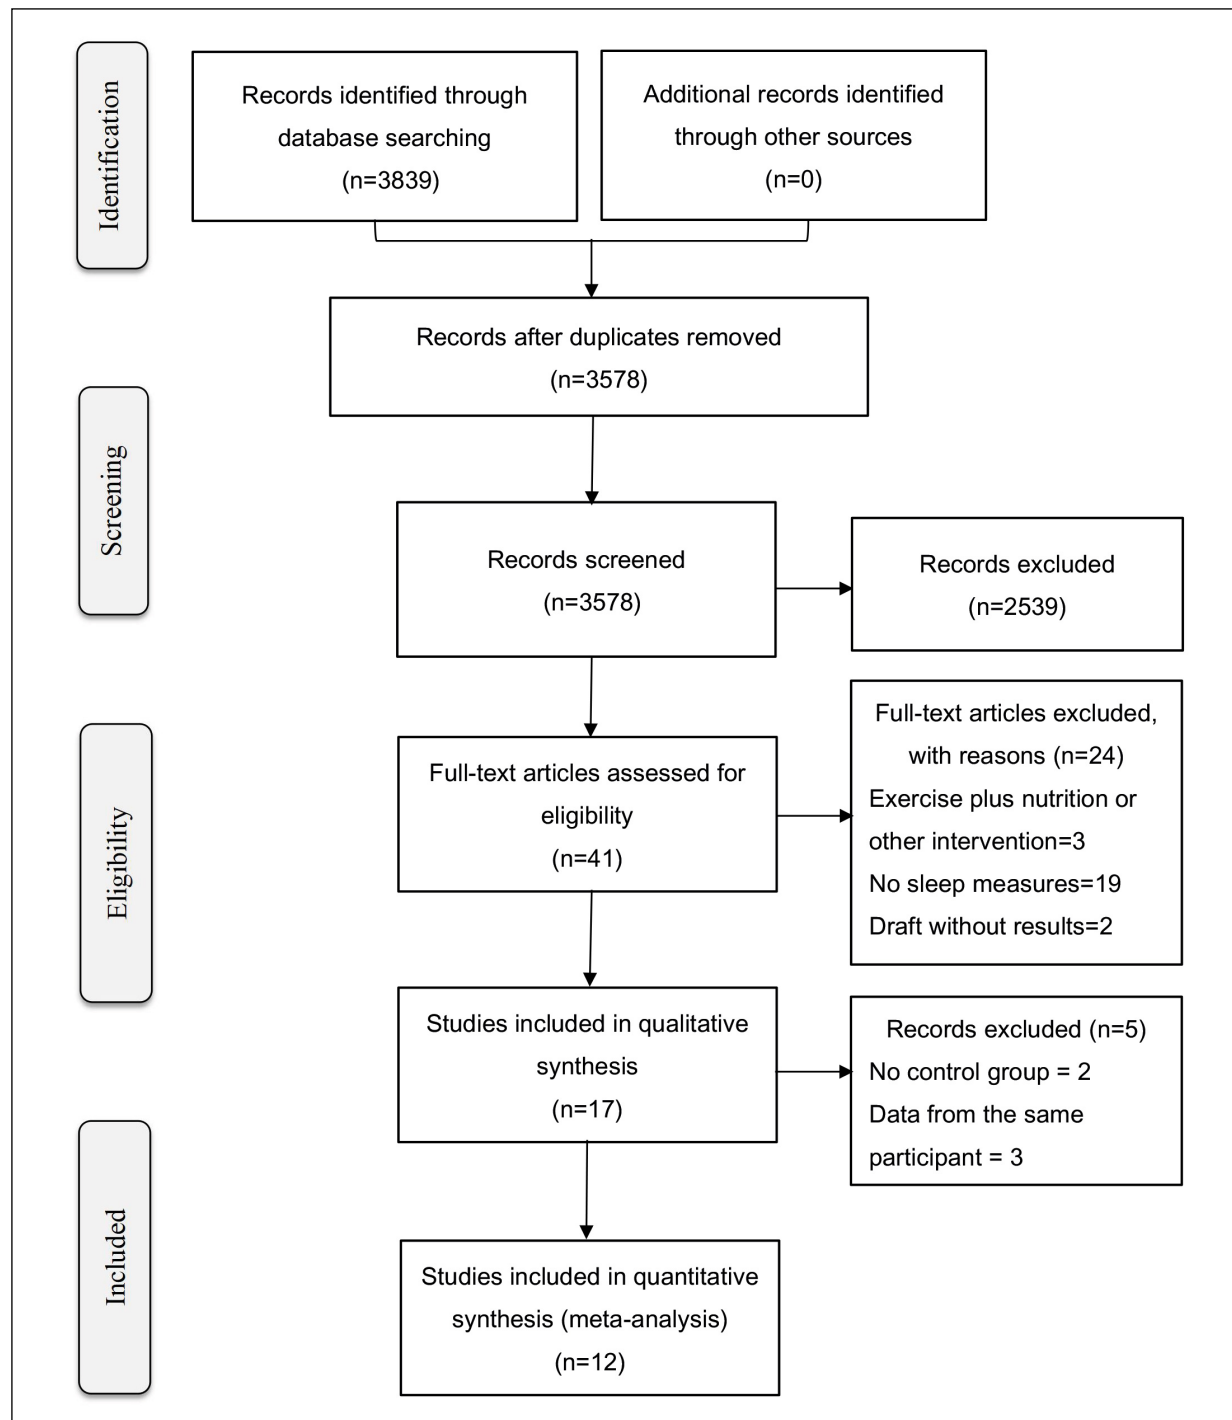 Identification
Records identified through
database searching
(n=3839)
Additional records identified
through other sources
(n=0)
Records after duplicates removed
(n=3578)
Screening
Records screened
(n=3578)
Records excluded
(n=2539)
Eligibility
Full-text articles assessed for
eligibility
(n=41)
Full-text articles excluded,
with reasons (n=24)
Exercise plus nutrition or
other intervention=3
No sleep measures=19
Draft without results=2
Studies included in qualitative
synthesis
(n=17)
Records excluded (n=5)
No control group = 2
Data from the same
participant = 3
Included
Studies included in quantitative
synthesis (meta-analysis)
(n=12)